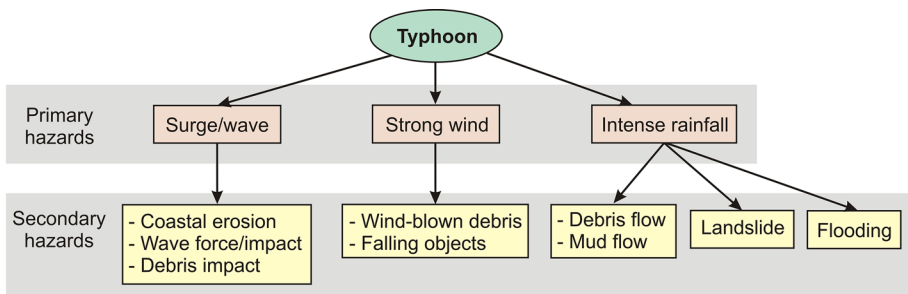 Typhoon
Primary
hazards
Surge/wave
Strong wind
Intense rainfall
Secondary
hazards
- Coastal erosion
- Wave force/impact
- Debris impact
- Wind-blown debris
- Falling objects
- Debris flow
- Mud flow
Landslide
Flooding